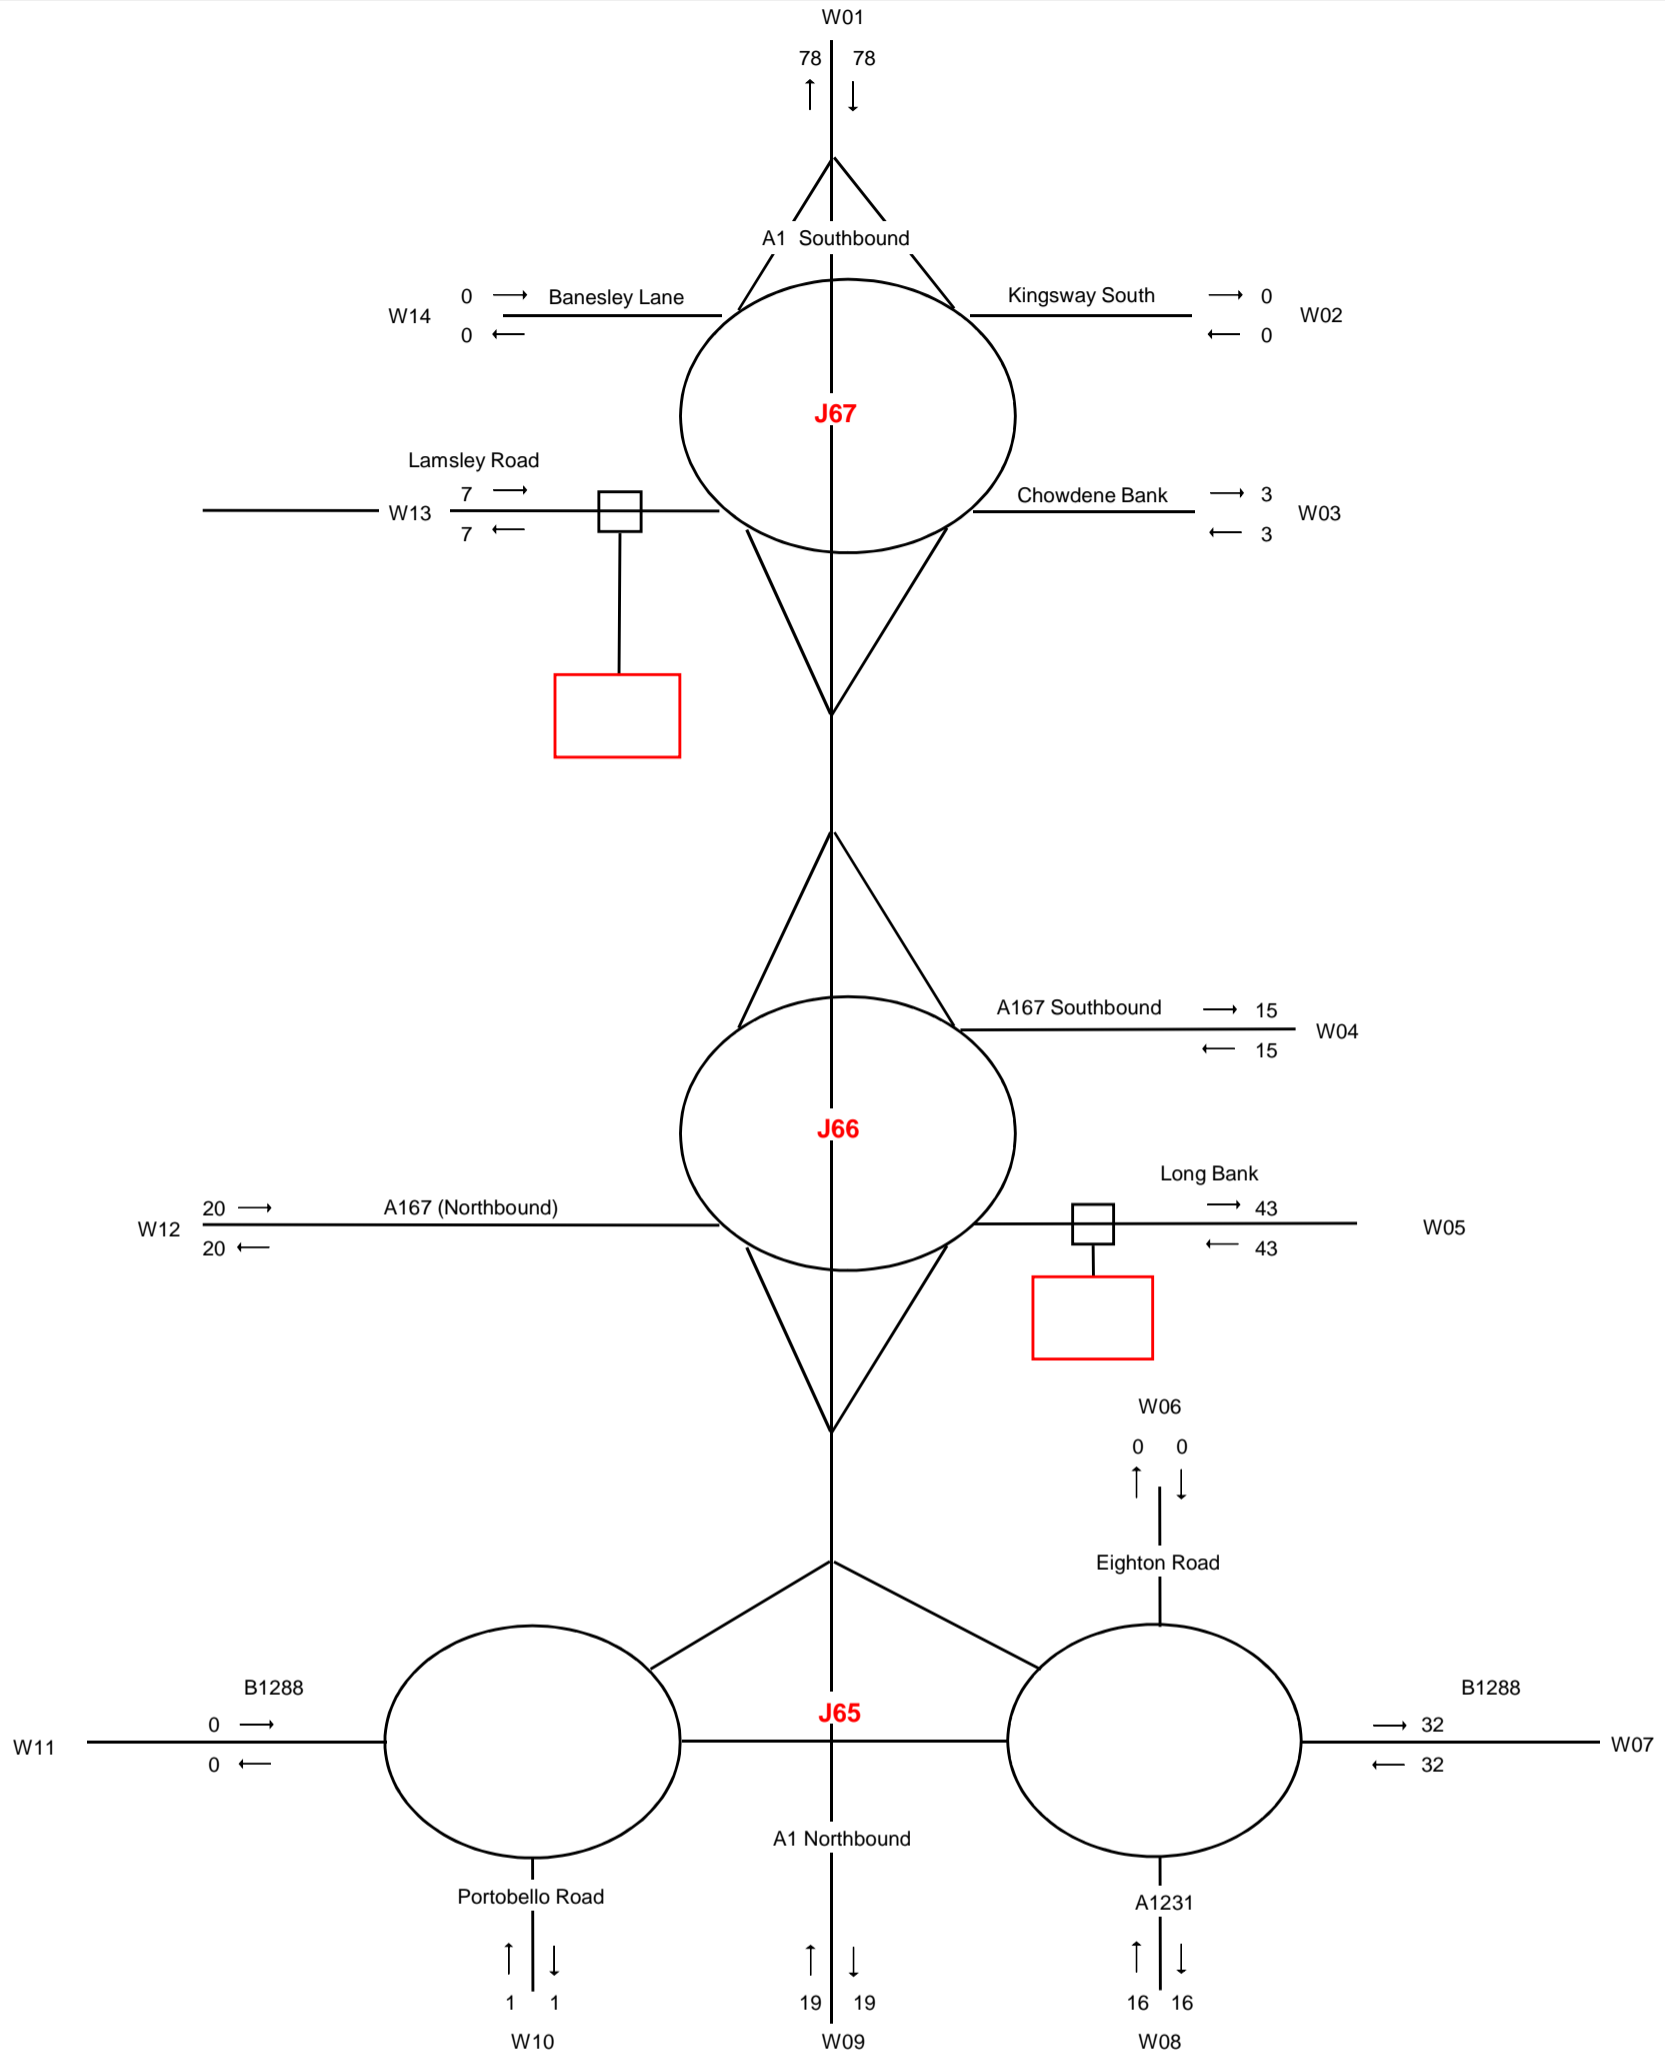 W01
78 78
A1 Southbound
0 Banesley Lane
Kingsway South 0
W14
W02
0
0
J67
Lamsley Road
7
Chowdene Bank 3
W13
W03
7
3
A167 Southbound 15
W04
15
J66
Long Bank
20 A167 (Northbound)
43
W12
W05
20
43
W06
0 0
Eighton Road
B1288
B1288
J65
0
32
W11
W07
0
32
A1 Northbound
Portobello Road
A1231
1 1
19 19
16 16
W10
W09
W08